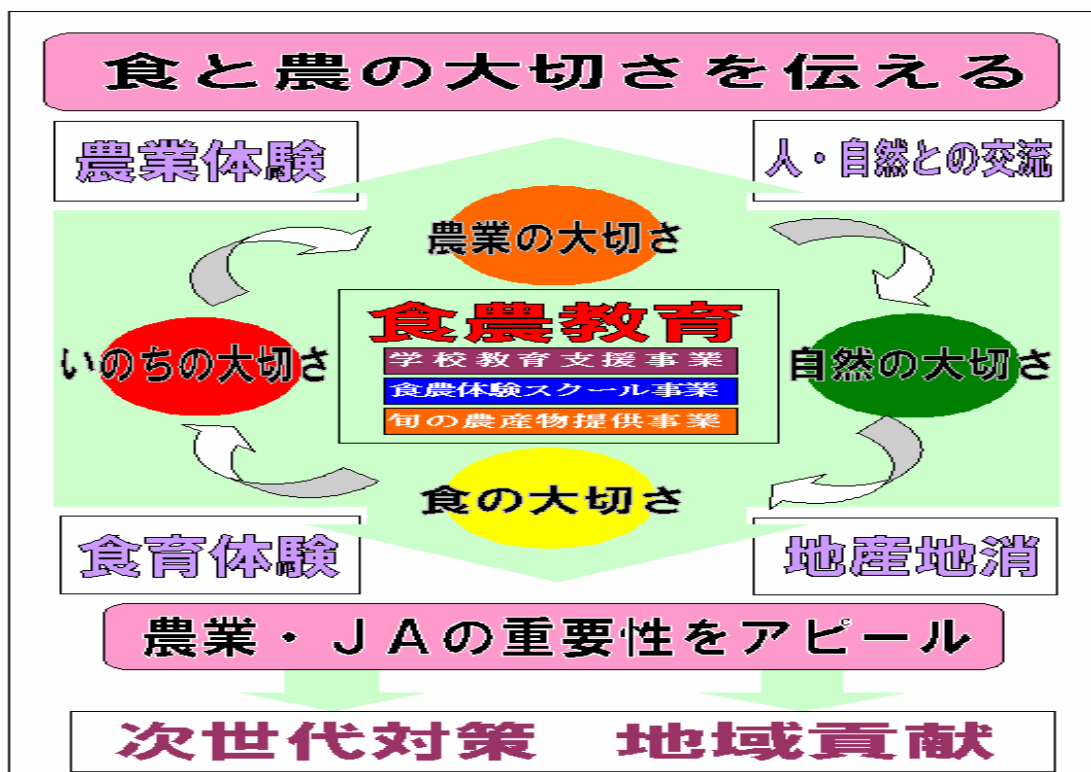 食と農の大切さを伝える
農業体験
人・自然との交流
農業の大切さ
食農教育
学校教育支援事業
食農体験スクール事業
旬の農産物提供事業
いのちの大切さ
自然の大切さ
食の大切さ
食育体験
地産地消
農業・ＪＡの重要性をアピール
次世代対策　地域貢献